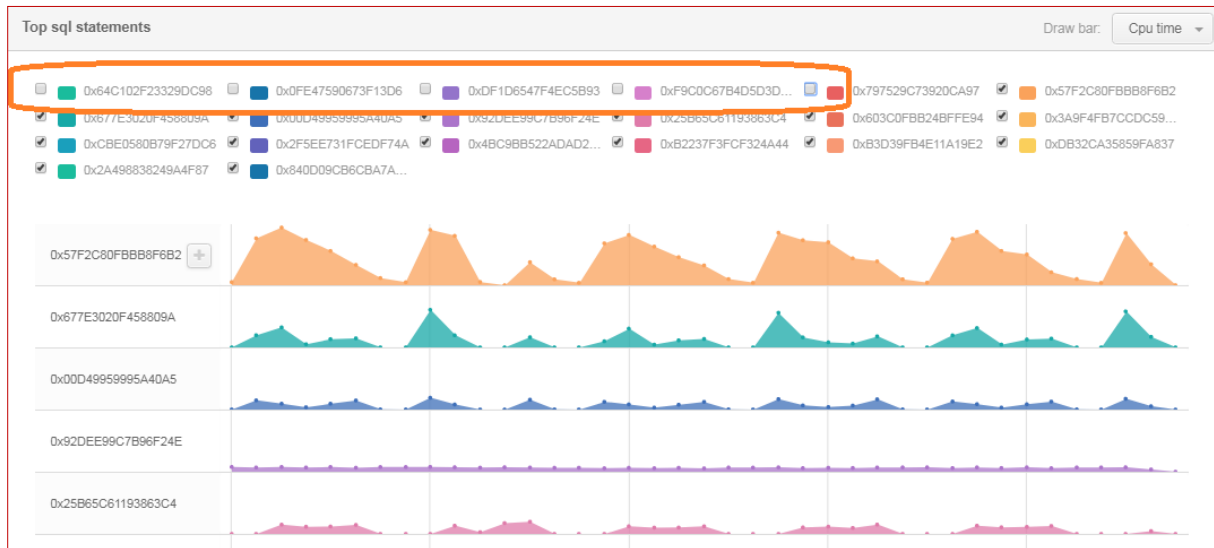 Top sql statements Draw bar: Cpu time
0x64C102F23329DC98 0x0FE47590673F13D6 0xDF1D6547F4EC5B93 0xF9C0C67B4D5D3D... 0x797529C73920CA97 0x57F2C80FBBB8F6B2
0x677E3020F458809A 0x00D49959995A40A5 0x92DEE99C7B96F24E 0x25B65C61193863C4 0x603C0FBB24BFFE94 0x3A9F4FB7CCDC59...
0xCBE0580B79F27DC6 0x2F5EE731FCEDF74A 0x4BC9BB522ADAD2... 0xB2237F3FCF324A44 0xB3D39FB4E11A19E2 0xDB32CA35859FA837
0x2A498838249A4F87 0x840D09CB6CBA7A...
0x57F2C80FBBB8F6B2
0x677E3020F458809A
0x00D49959995A40A5
0x92DEE99C7B96F24E
0x25B65C61193863C4